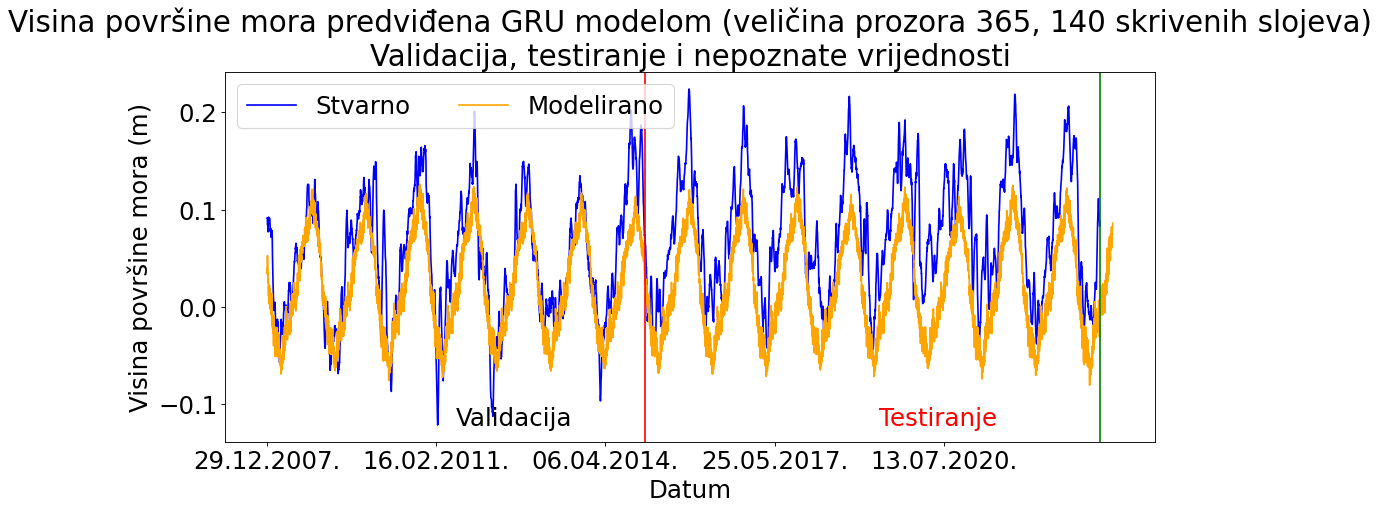 Visina površine mora predviđena GRU modelom (veličina prozora 365, 140 skrivenih slojeva)
Validacija, testiranje i nepoznate vrijednosti
Stvarno Modelirano
Visina površine mora (m)
0.2
0.1
0.0
−0.1
Validacija Testiranje
29.12.2007. 16.02.2011. 06.04.2014. 25.05.2017. 13.07.2020.
Datum